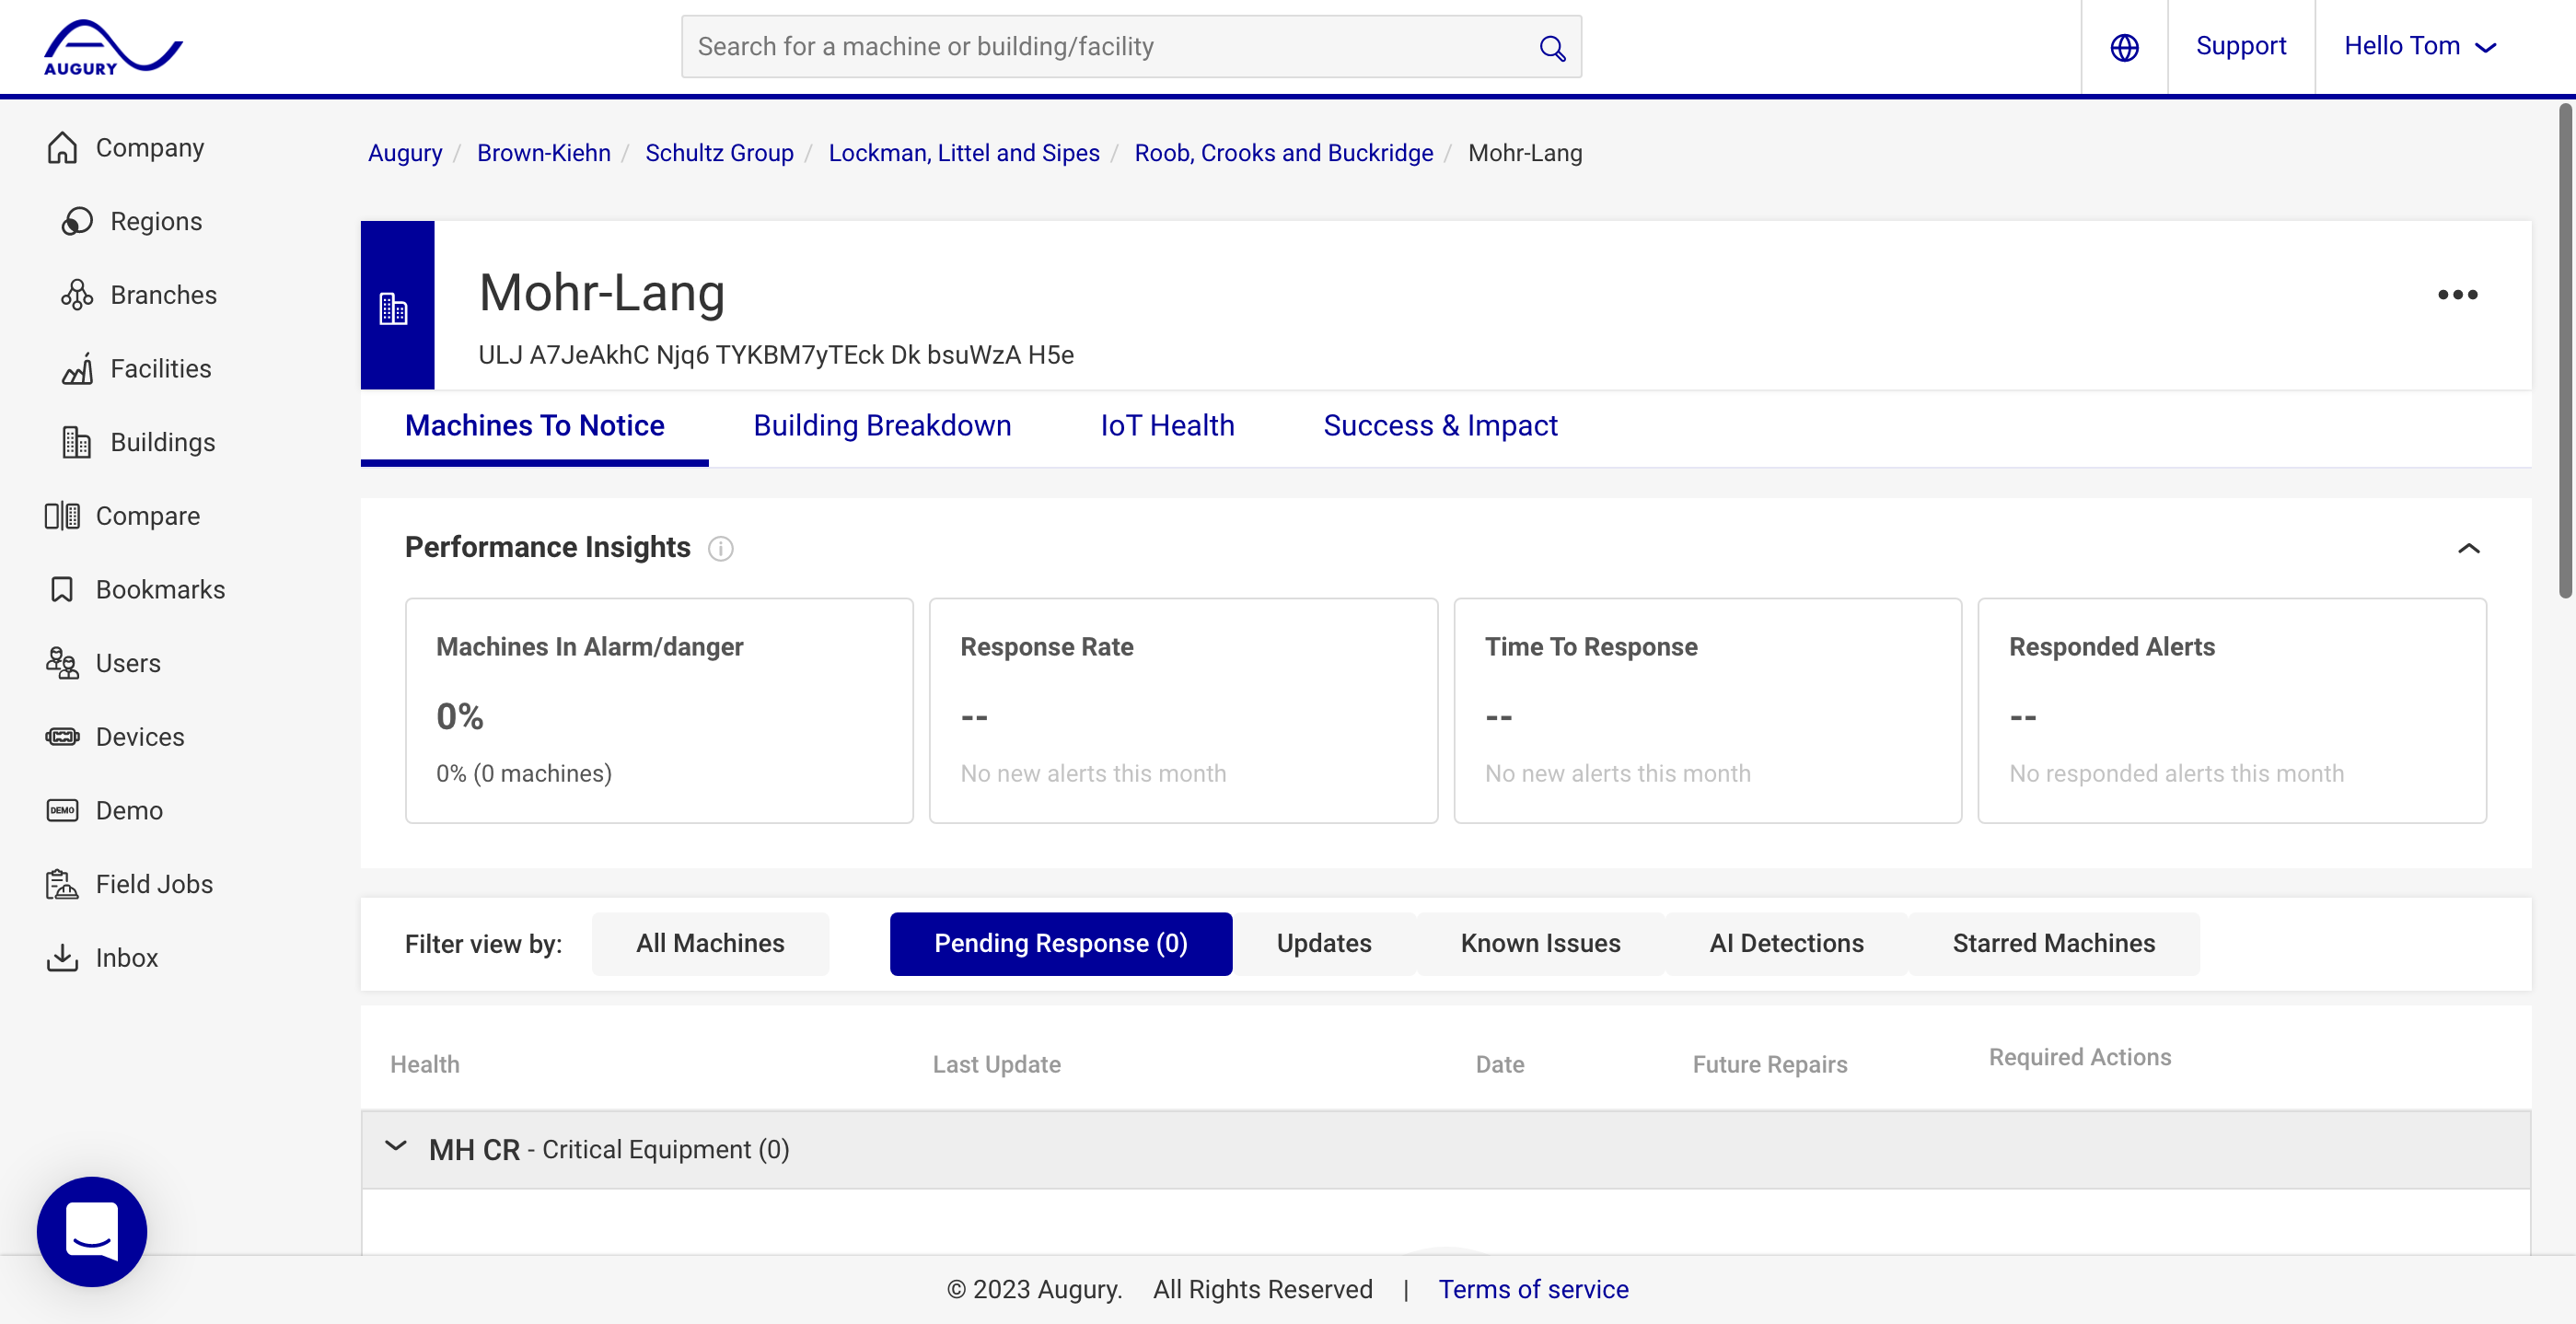 AUGURY
Search for a machine or building/facility
Support
Hello Tom
Company
Regions
Branches
Facilities
Buildings
Compare
Bookmarks
Users
Devices
DEMO
Demo
Field Jobs
Inbox
Augury / Brown-Kiehn / Schultz Group / Lockman, Littel and Sipes / Roob, Crooks and Buckridge / Mohr-Lang
Mohr-Lang
ULJ A7JeAkhC Njq6 TYKBM7yTEck Dk bsuWzA H5e
Machines To Notice Building Breakdown IoT Health Success & Impact
Performance Insights
Machines In Alarm/danger
0%
0% (0 machines)
Response Rate
--
No new alerts this month
Time To Response
--
No new alerts this month
Responded Alerts
--
No responded alerts this month
Filter view by: All Machines Pending Response (0) Updates Known Issues AI Detections Starred Machines
Health Last Update Date Future Repairs Required Actions
MH CR - Critical Equipment (0)
© 2023 Augury. All Rights Reserved | Terms of service